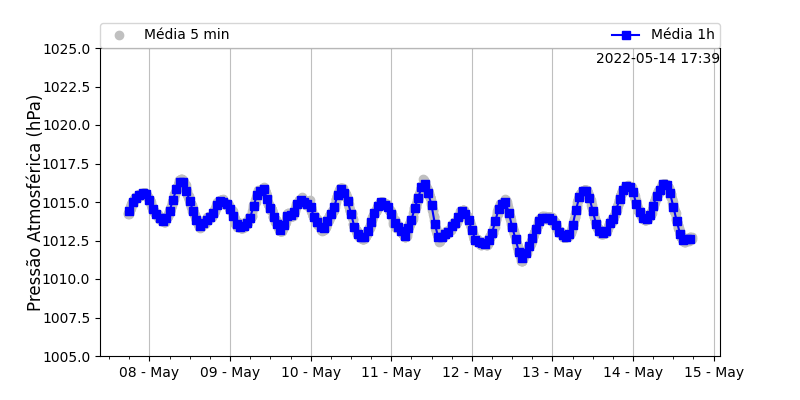 Média 5 min
Média 1h
2022-05-14 17:39
Pressão Atmosférica (hPa)
1025.0
1022.5
1020.0
1017.5
1015.0
1012.5
1010.0
1007.5
1005.0
08 - May
09 - May
10 - May
11 - May
12 - May
13 - May
14 - May
15 - May